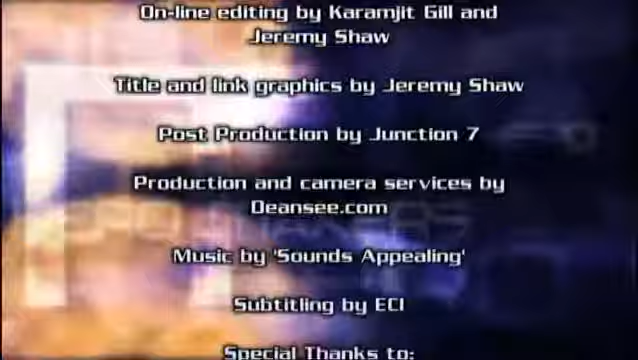 On-line editing by Karamjit Gill and
Jeremy Shaw
Title and link graphics by Jeremy Shaw
Post Production by Junction 7
Production and camera services by
Deansee.com
Music by 'Sounds Appealing'
Subtitling by ECI
Special Thanks to: